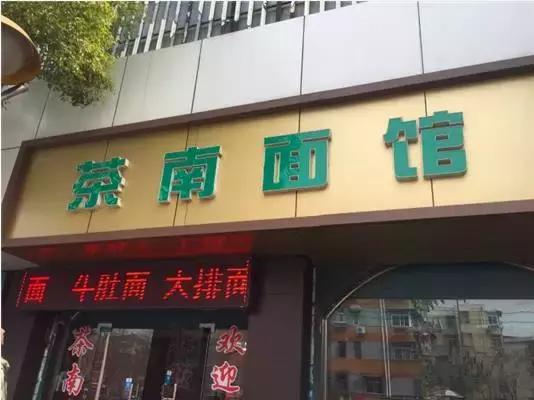 茶南面馆
面 牛肚面 大排面
茶南
欢迎